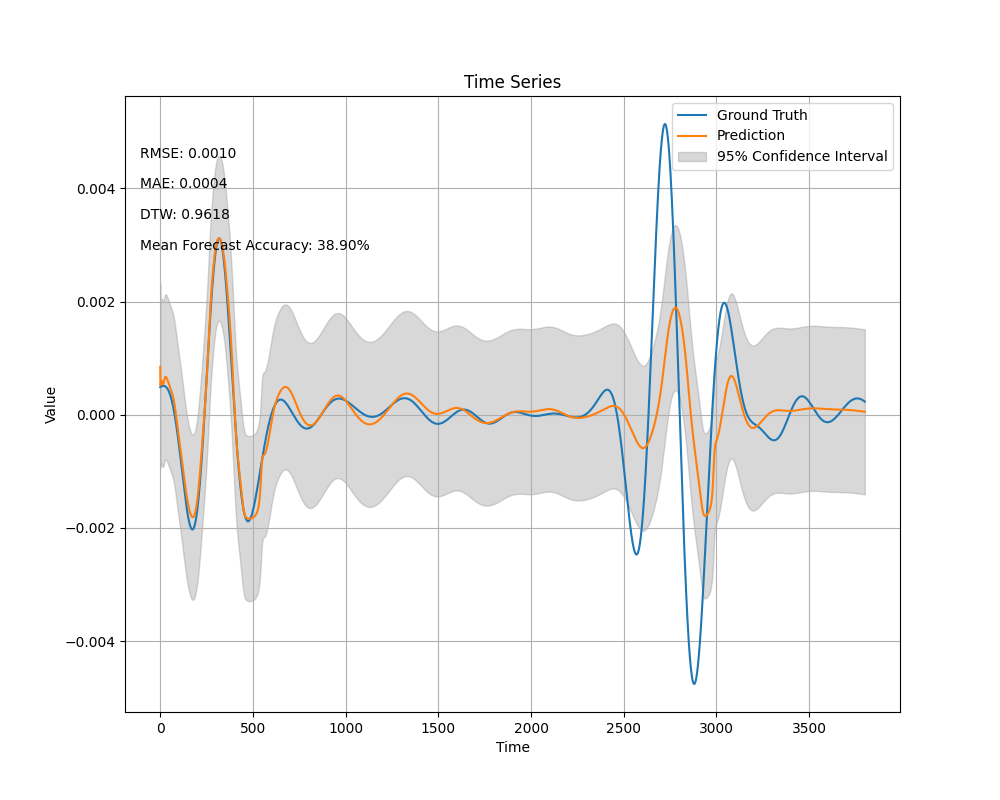 Time Series
Ground Truth
Prediction
95% Confidence Interval
RMSE: 0.0010
MAE: 0.0004
DTW: 0.9618
Mean Forecast Accuracy: 38.90%
0.004
0.002
0.000
−0.002
−0.004
Value
0 500 1000 1500 2000 2500 3000 3500
Time